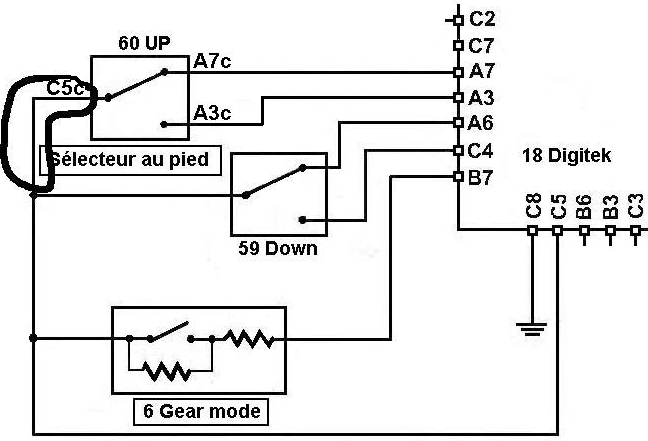 C2
60 UP
C7
A7c
A7
C5c
A3
A3c
A6
Sélecteur au pied
C4
18 Digitek
B7
C8
C5
B6
B3
C3
59 Down
6 Gear mode